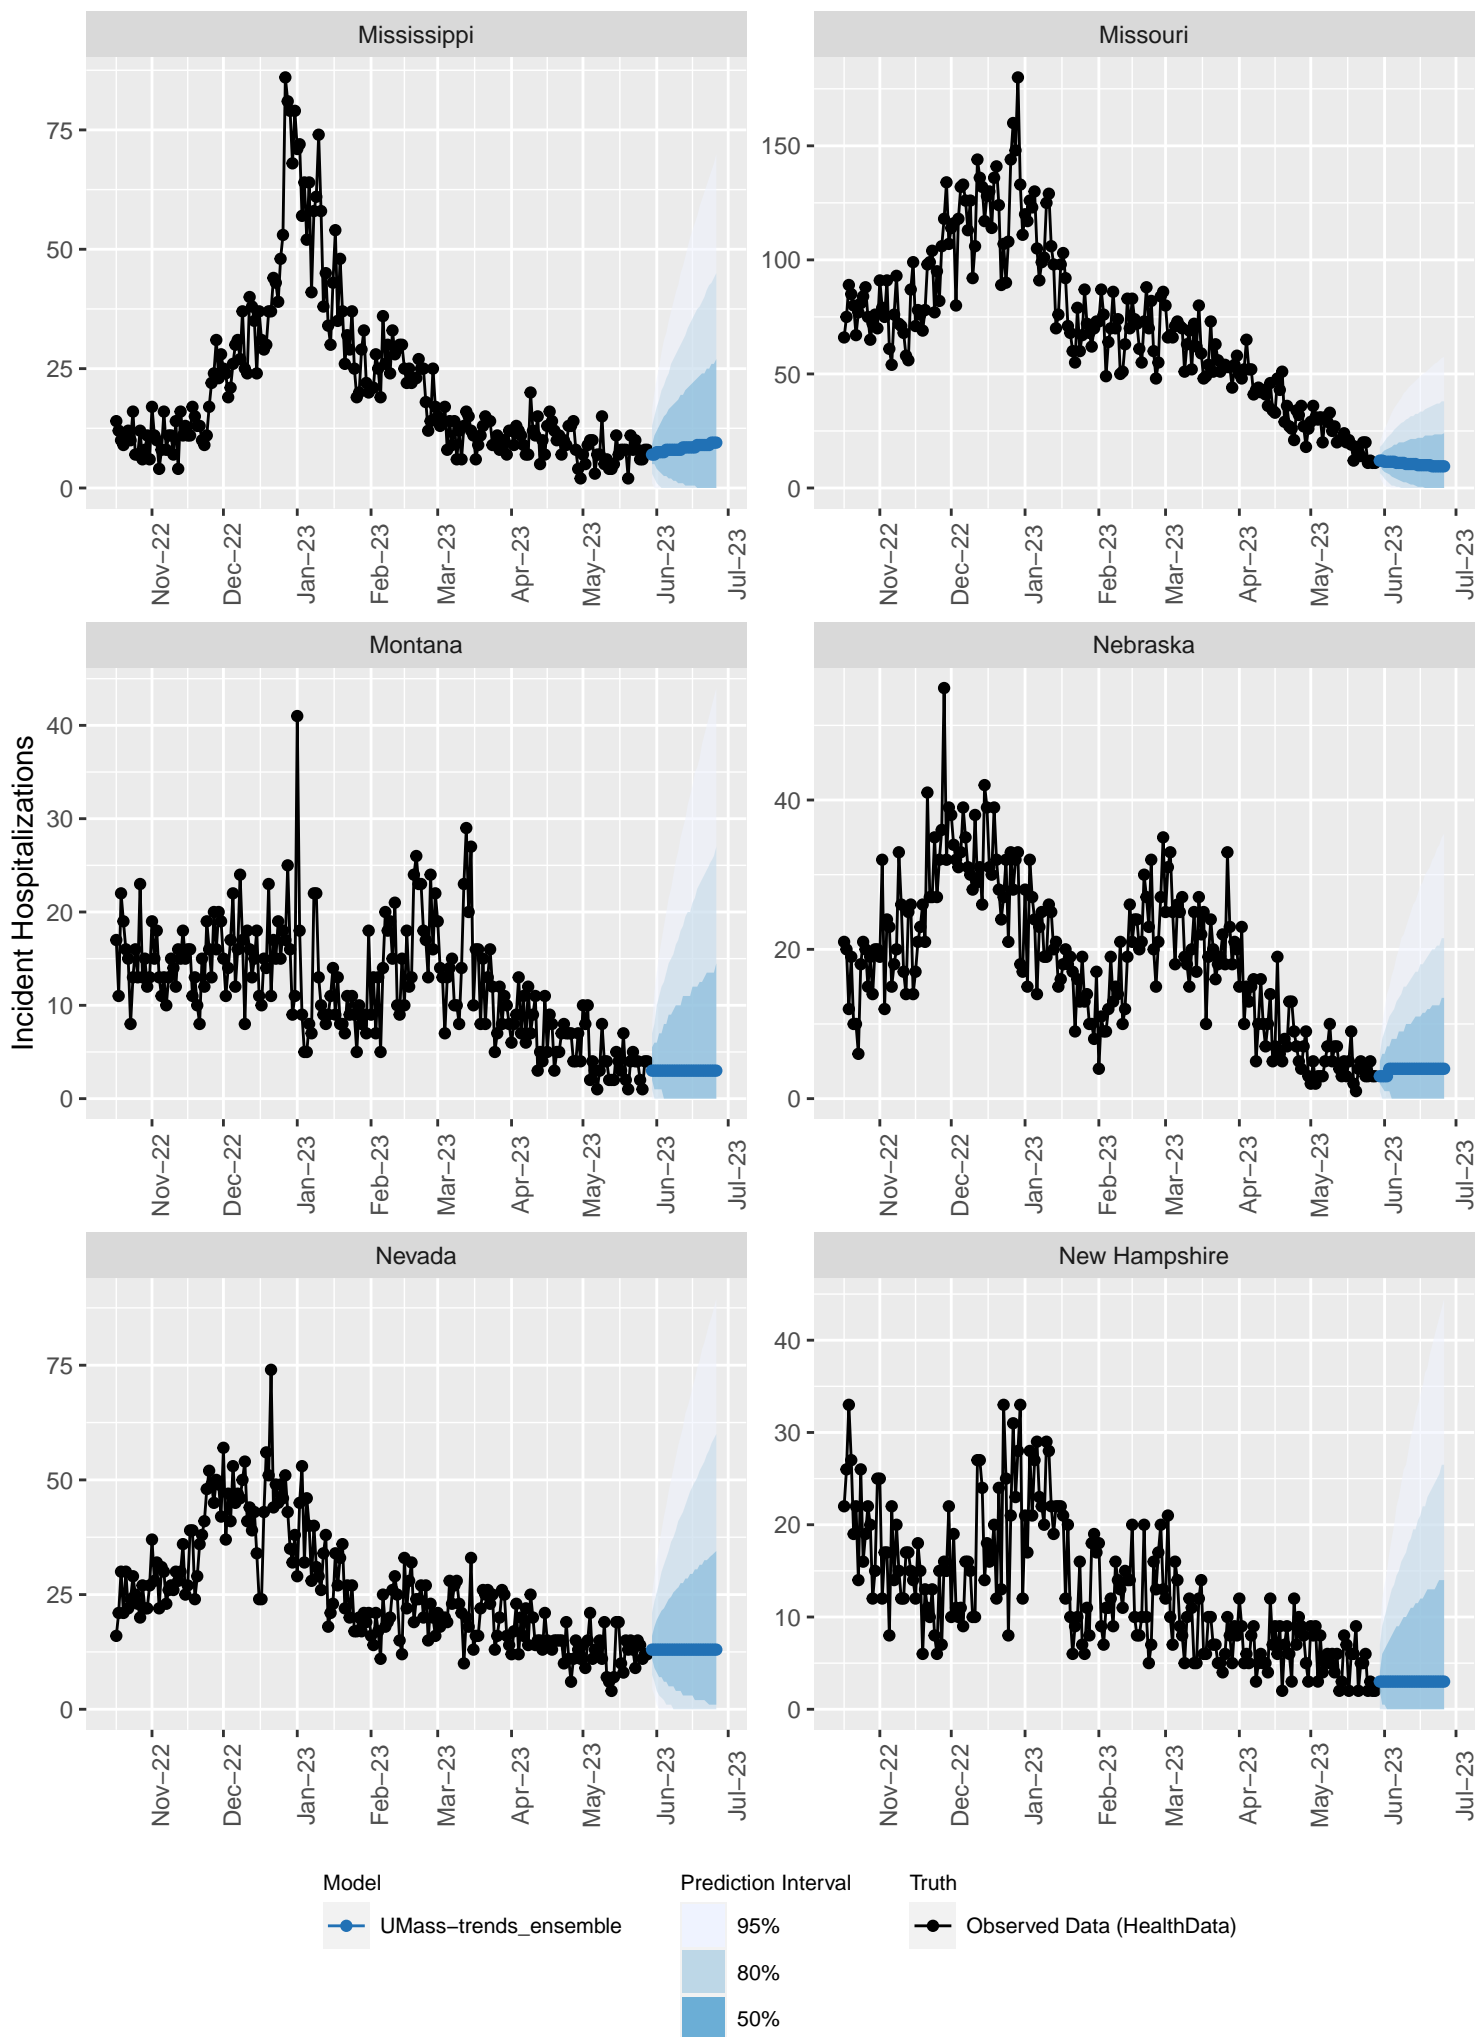 Mississippi
Missouri
75
50
25
0
150
100
50
0
Nov−22
Dec−22
Jan−23
Feb−23
Mar−23
Apr−23
May−23
Jun−23
Jul−23
Nov−22
Dec−22
Jan−23
Feb−23
Mar−23
Apr−23
May−23
Jun−23
Jul−23
Montana
Nebraska
Incident Hospitalizations
40
30
20
10
0
40
20
0
Nov−22
Dec−22
Jan−23
Feb−23
Mar−23
Apr−23
May−23
Jun−23
Jul−23
Nov−22
Dec−22
Jan−23
Feb−23
Mar−23
Apr−23
May−23
Jun−23
Jul−23
Nevada
New Hampshire
75
50
25
0
40
30
20
10
0
Nov−22
Dec−22
Jan−23
Feb−23
Mar−23
Apr−23
May−23
Jun−23
Jul−23
Nov−22
Dec−22
Jan−23
Feb−23
Mar−23
Apr−23
May−23
Jun−23
Jul−23
Model
UMass−trends_ensemble
Prediction Interval
95%
80%
50%
Truth
Observed Data (HealthData)